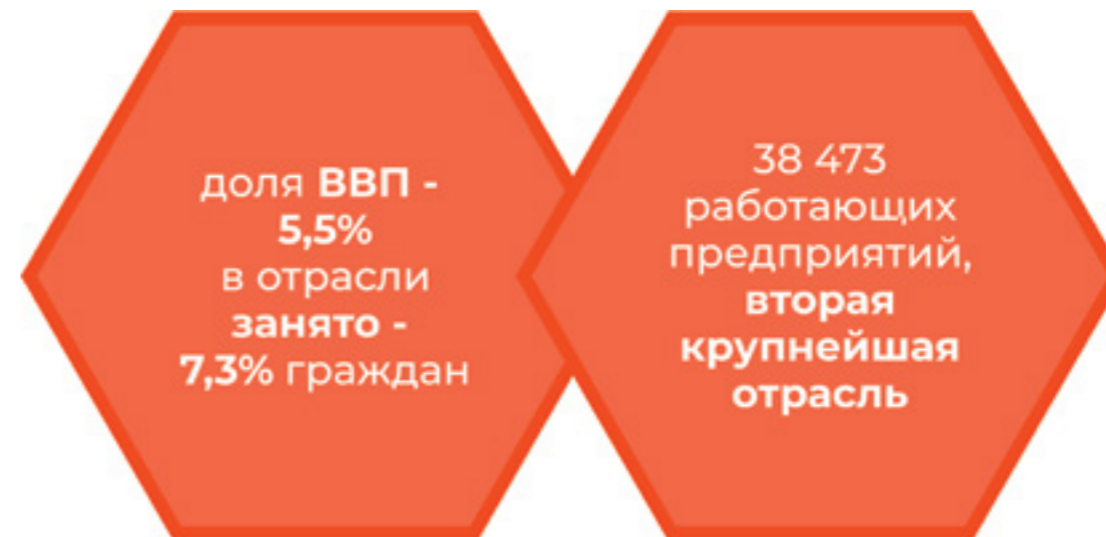 доля ВВП -
5,5%
в отрасли
занято -
7,3% граждан
38 473
работающих
предприятий,
вторая
крупнейшая
отрасль